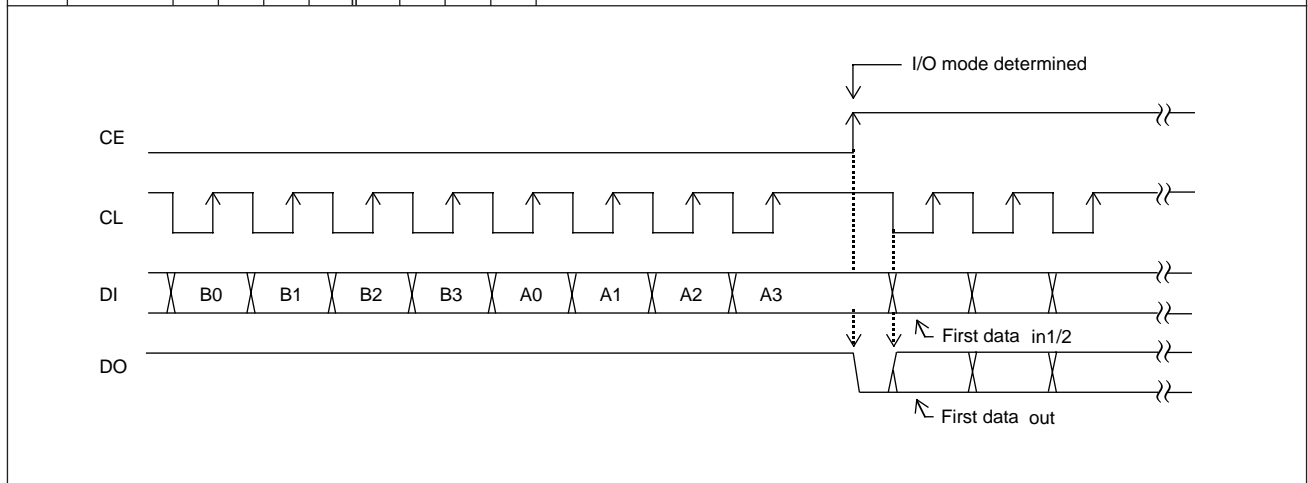 I/O mode determined
CE
CL
DI B0 B1 B2 B3 A0 A1 A2 A3
First data in1/2
DO
First data out